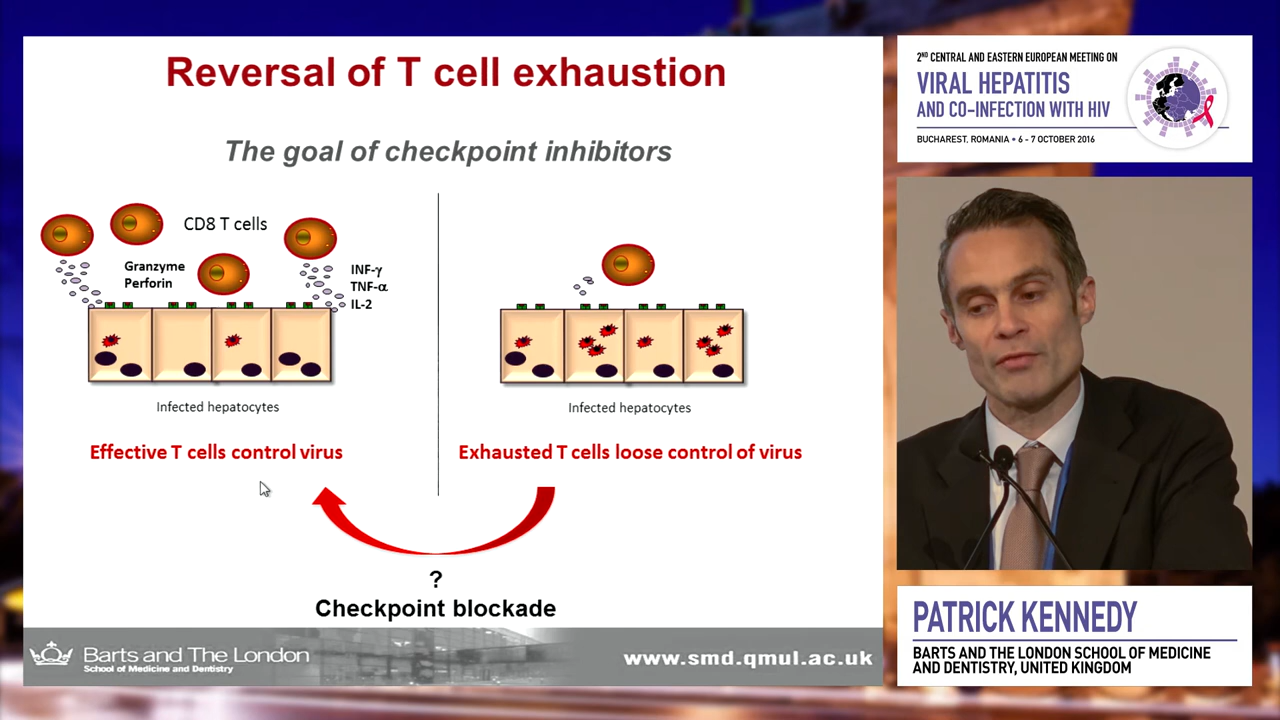 Reversal of T cell exhaustion
The goal of checkpoint inhibitors
CD8 T cells
Granzyme
Perforin
INF-γ
TNF-α
IL-2
Infected hepatocytes
Effective T cells control virus
Infected hepatocytes
Exhausted T cells loose control of virus
?
Checkpoint blockade
Barts and The London
School of Medicine and Dentistry
www.smd.qmul.ac.uk
2ND CENTRAL AND EASTERN EUROPEAN MEETING ON
VIRAL HEPATITIS
AND CO-INFECTION WITH HIV
BUCHAREST, ROMANIA • 6 - 7 OCTOBER 2016
PATRICK KENNEDY
BARTS AND THE LONDON SCHOOL OF MEDICINE
AND DENTISTRY, UNITED KINGDOM